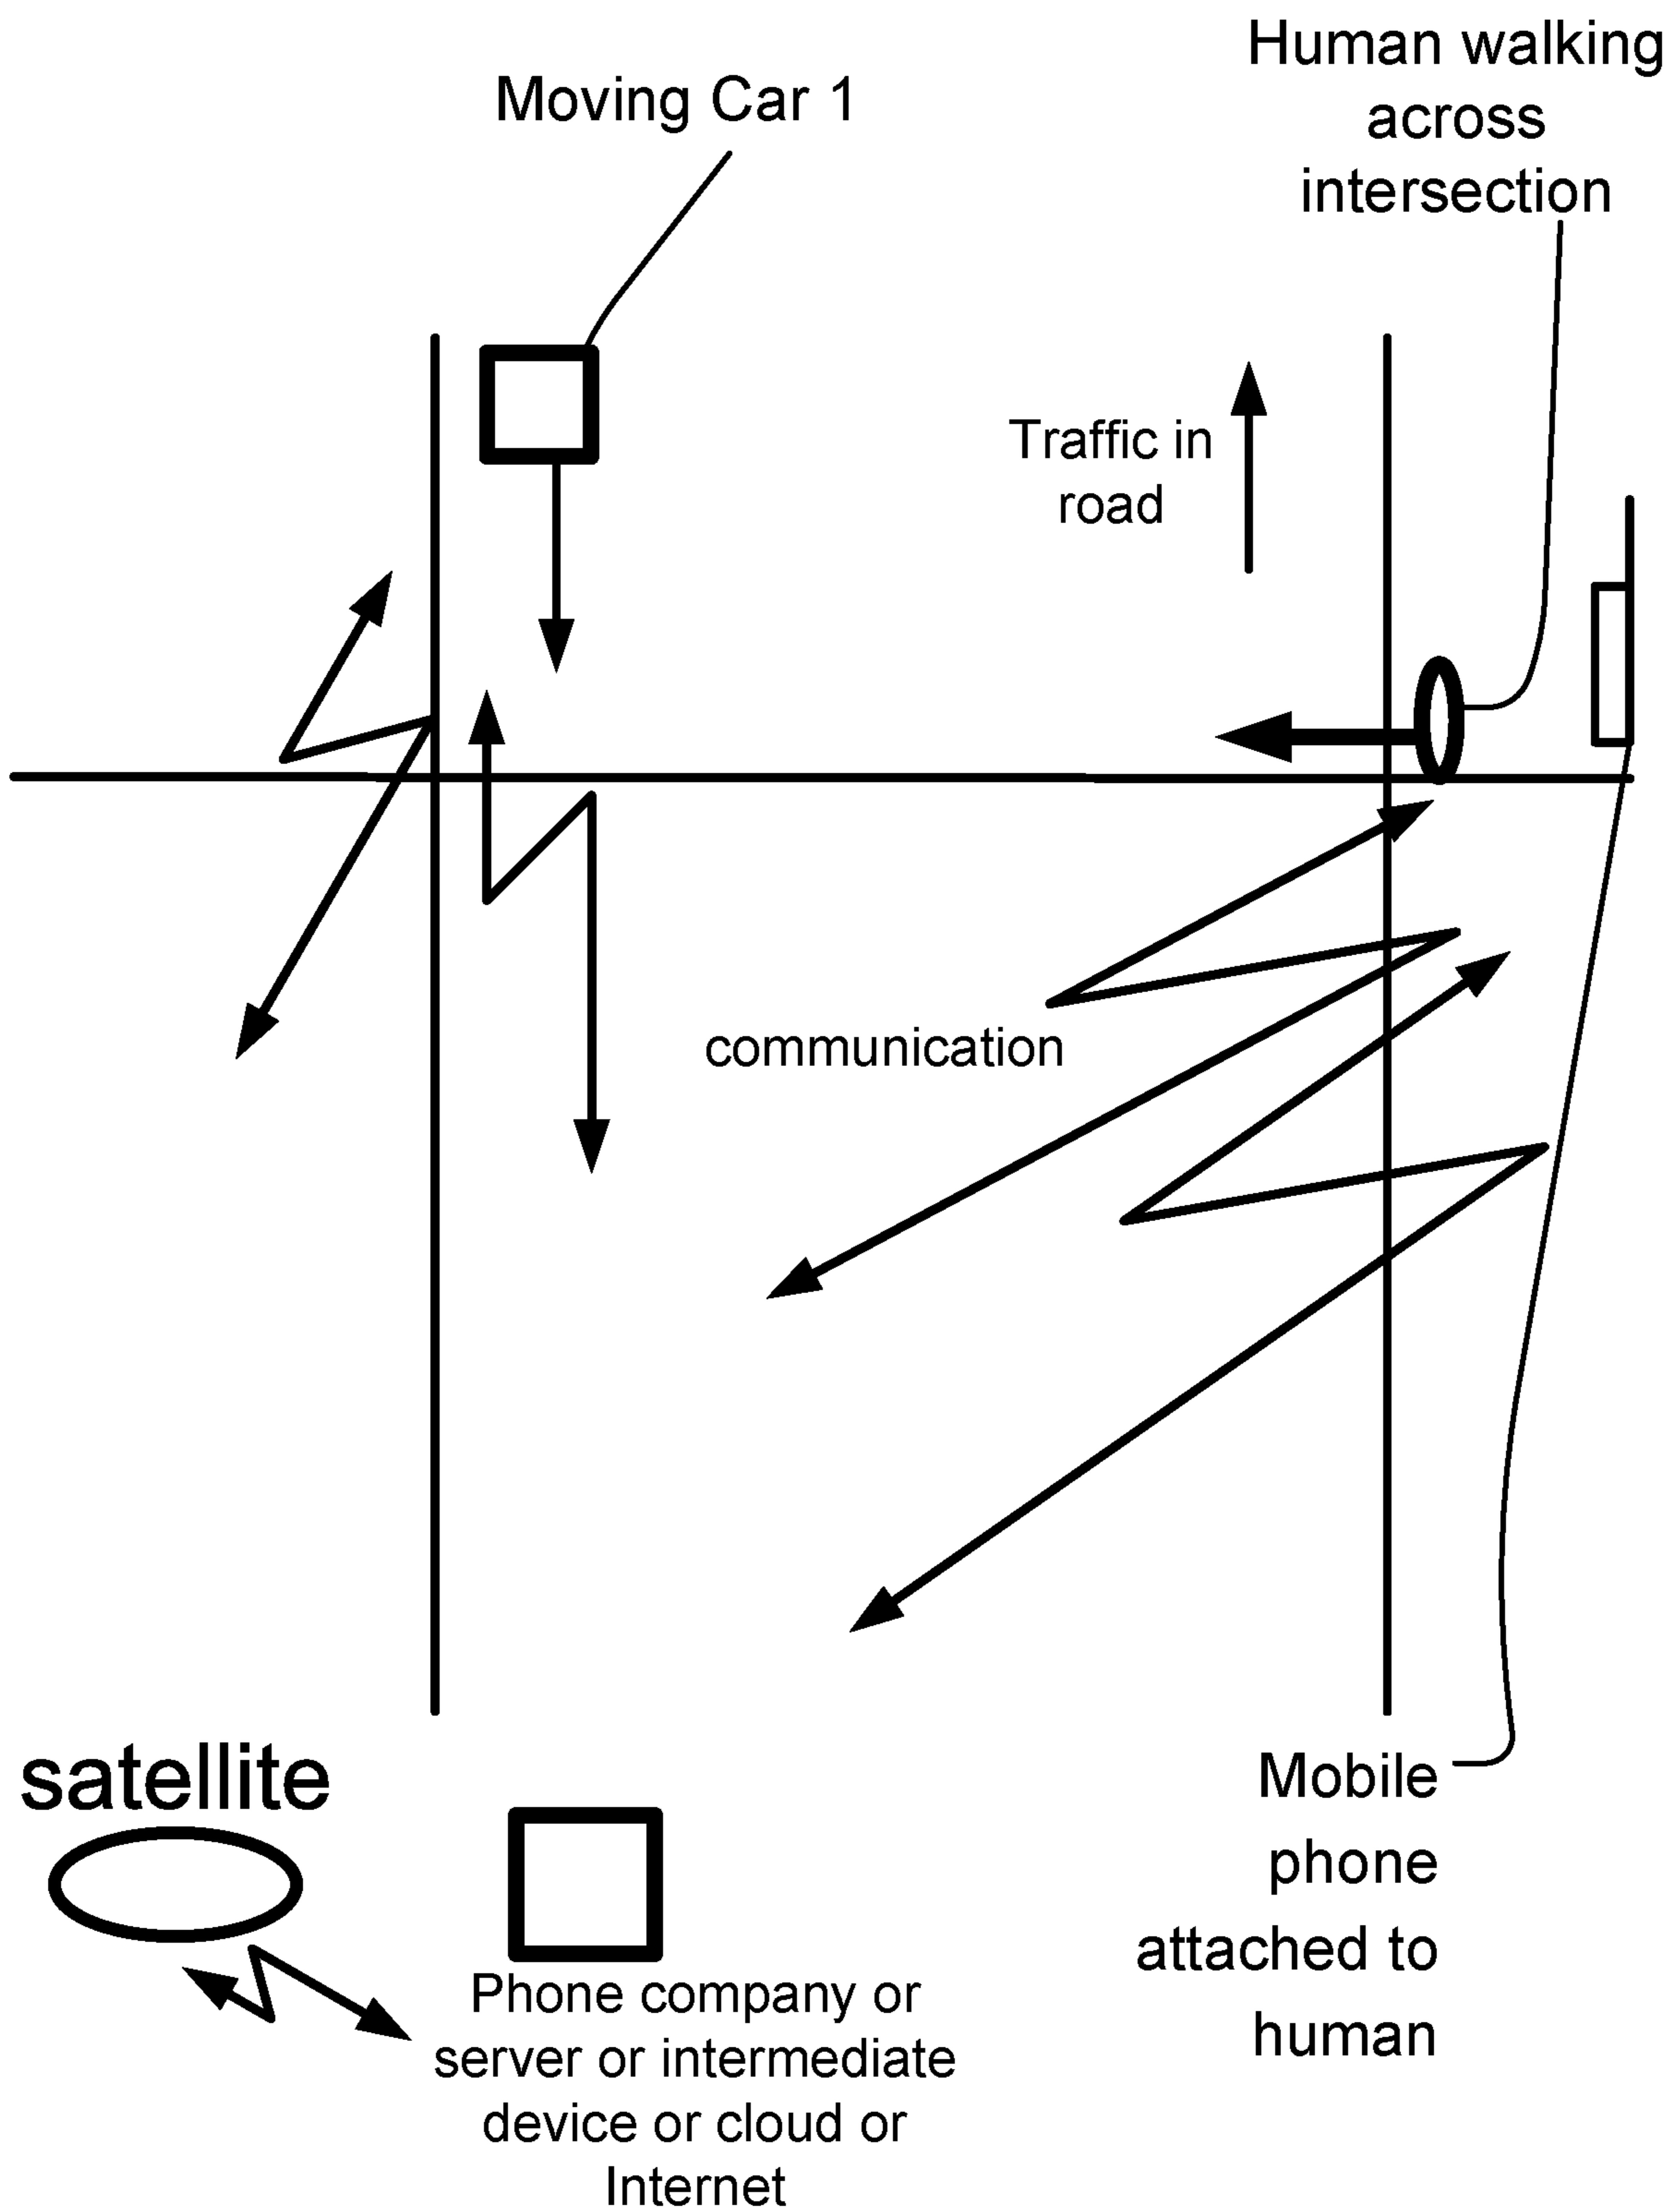 Human walking
across
intersection
Moving Car 1
Traffic in
road
communication
satellite
Mobile
phone
attached to
human
Phone company or
server or intermediate
device or cloud or
Internet